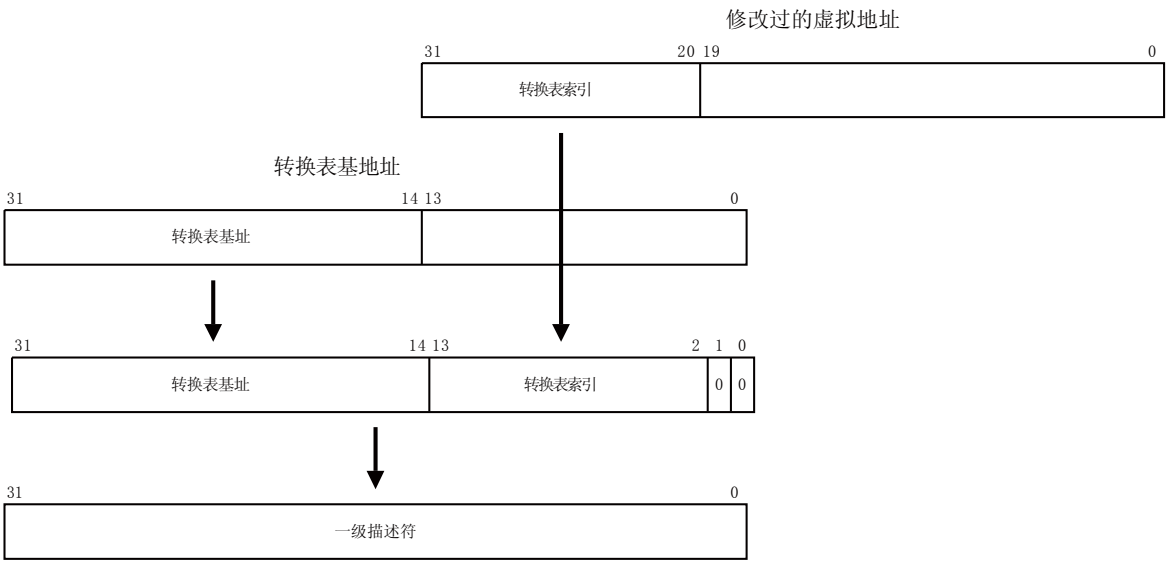 修改过的虚拟地址
31 20 19 0
转换表索引
转换表基地址
31 14 13 0
转换表基址
31 14 13 2 1 0
转换表基址 转换表索引 0 0
31 0
一级描述符